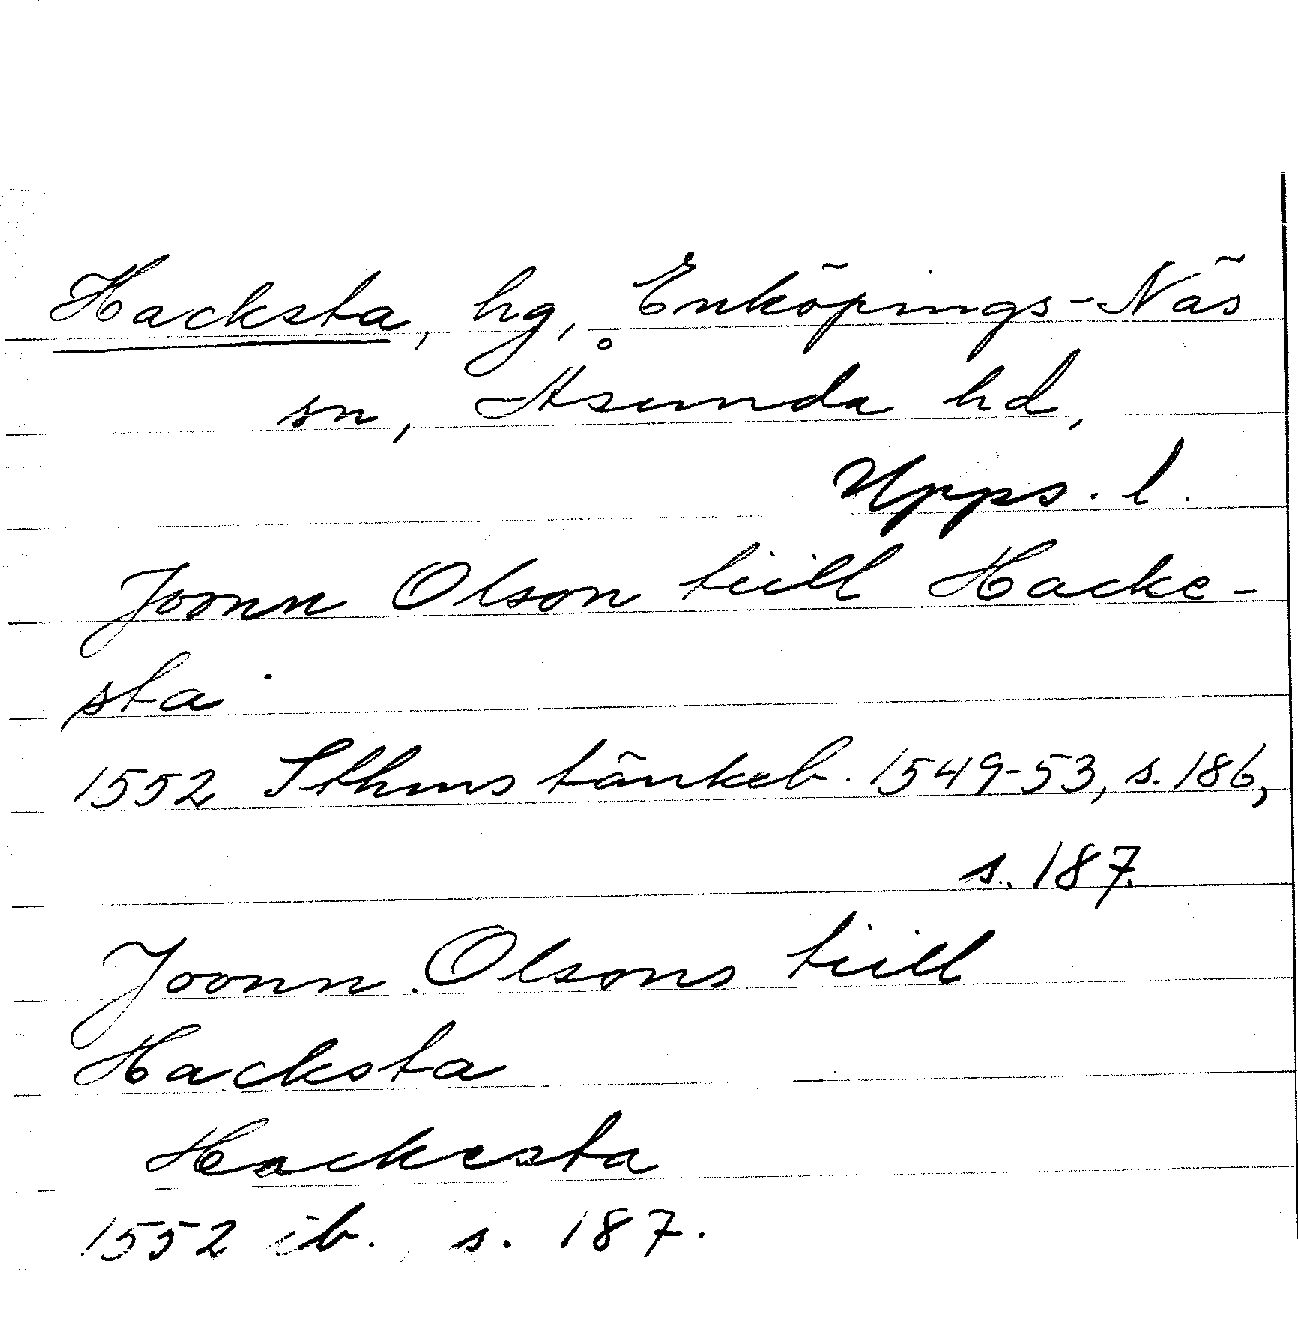 Hacksta, hg, Enköpings-Näs
sn, Åsunda hd,
Upps. l.
Joonn Olson tiill Hacke-
sta
1552 Sthms tänkeb. 1549-53, s. 186,
s. 187.
Joonn Olsons tiill
Hacksta
Hackesta
1552 ib., s. 187.